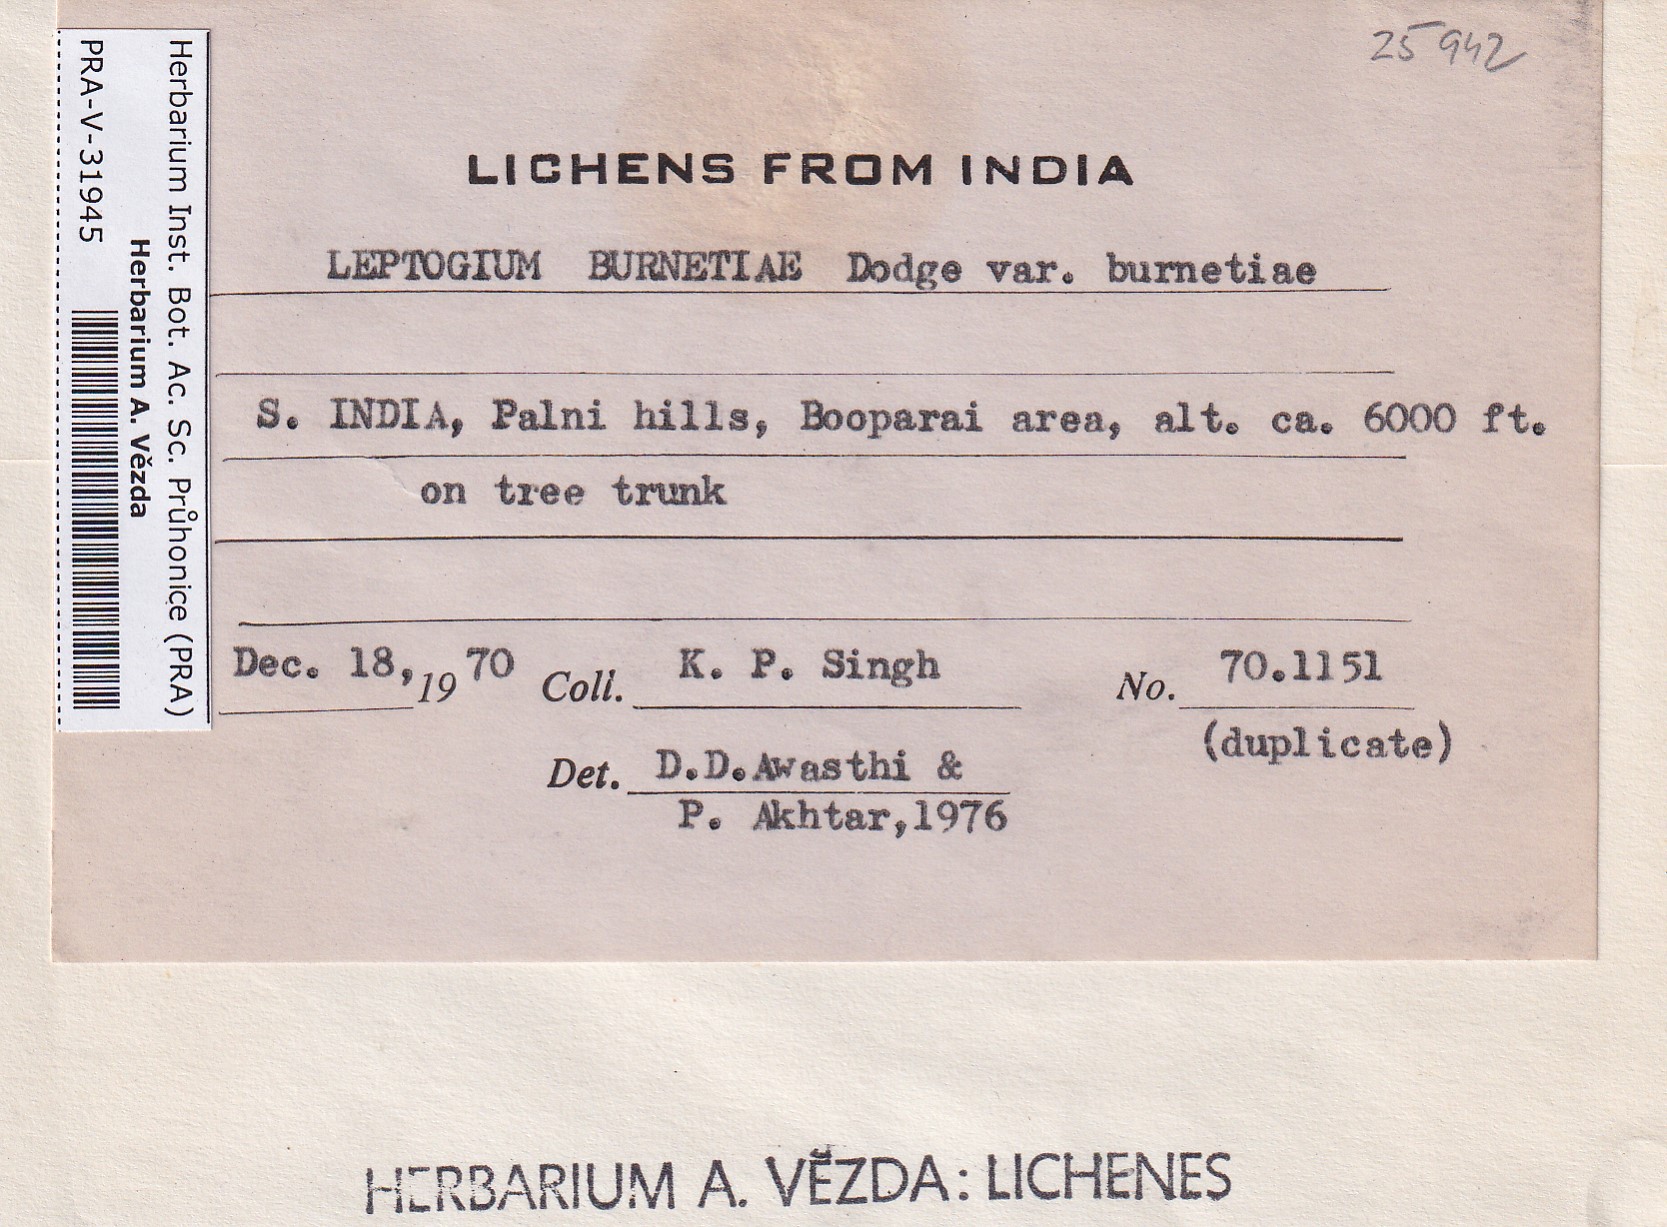 25942
LICHENS FROM INDIA
LEPTOGIUM BURNETIAE Dodge var. burnetiae
S. INDIA, Palni hills, Booparai area, alt. ca. 6000 ft.
on tree trunk
Dec. 18, 1970 Coll. K. P. Singh No. 70.1151
(duplicate)
Det. D.D.Awasthi &
P. Akhtar,1976
Herbarium Inst. Bot. Ac. Sc. Průhonice (PRA)
Herbarium A. Vězda
PRA-V-31945
HERBARIUM A. VĚZDA: LICHENES